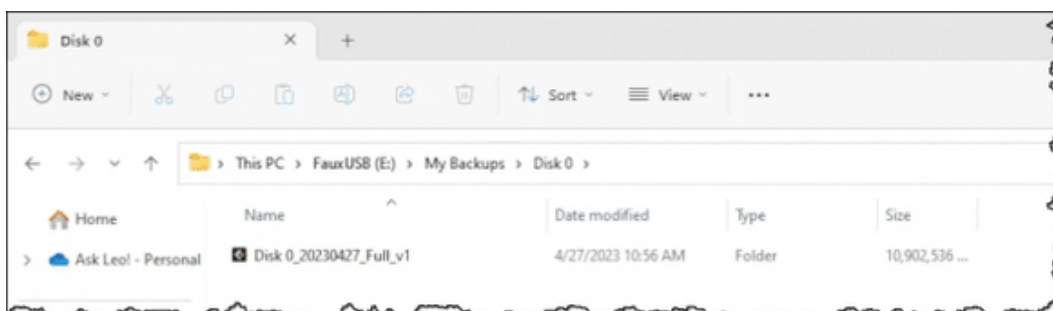 Disk 0
New Sort View
This PC > FauxUSB (E:) > My Backups > Disk 0 >
Home Name Date modified Type Size
Ask Leo! - Personal Disk 0_20230427_Full_v1 4/27/2023 10:56 AM Folder 10,902,536 ...